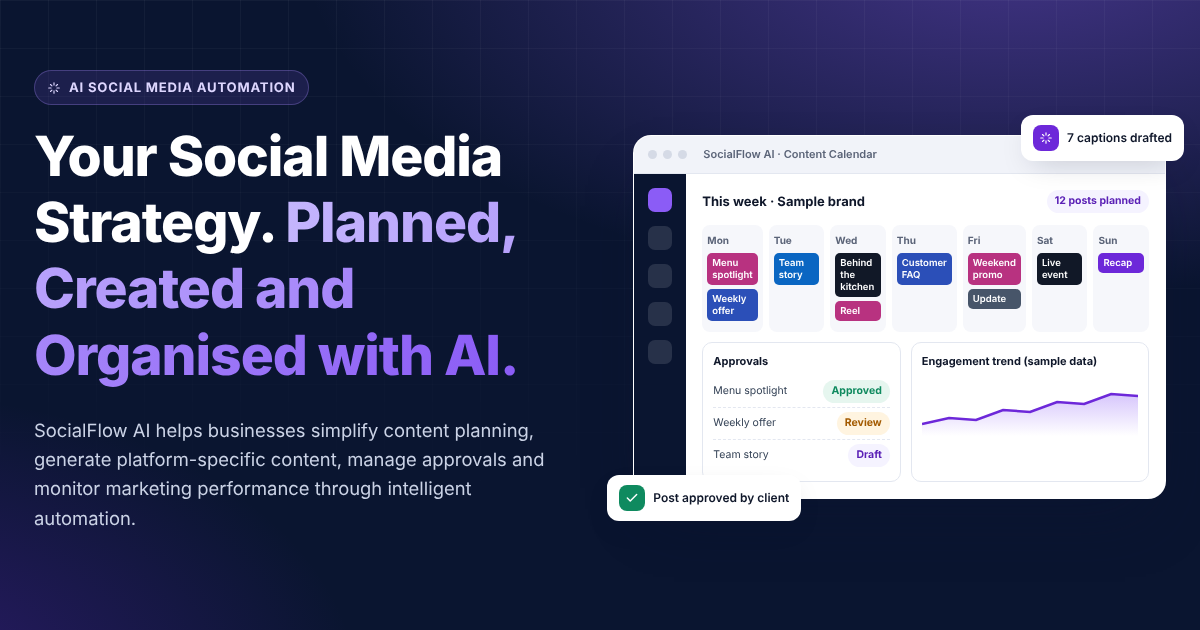 AI SOCIAL MEDIA AUTOMATION
Your Social Media
Strategy. Planned,
Created and
Organised with AI.
SocialFlow AI helps businesses simplify content planning,
generate platform-specific content, manage approvals and
monitor marketing performance through intelligent
automation.
7 captions drafted
SocialFlow AI · Content Calendar
This week · Sample brand
12 posts planned
Mon
Menu
spotlight
Weekly
offer
Tue
Team
story
Wed
Behind
the
kitchen
Reel
Thu
Customer
FAQ
Fri
Weekend
promo
Update
Sat
Live
event
Sun
Recap
Approvals
Menu spotlight
Approved
Weekly offer
Review
Team story
Draft
Engagement trend (sample data)
Post approved by client